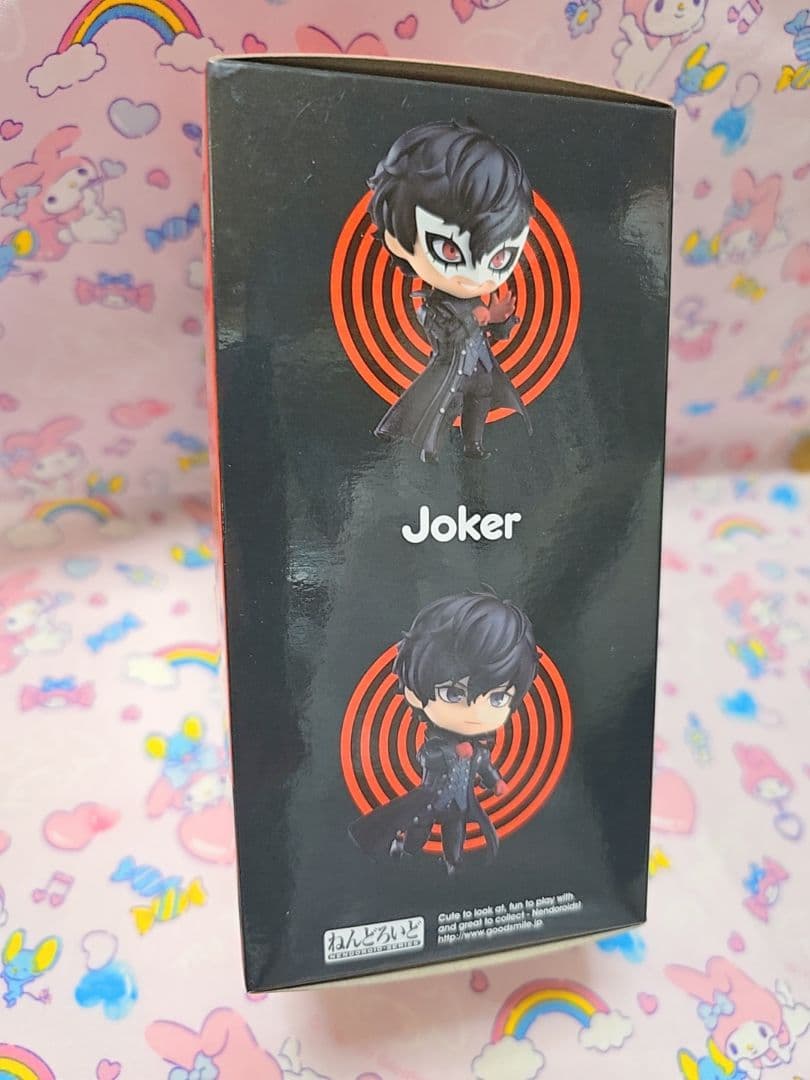 Joker
ねんどろいど
NENDOROID・SERIES
Cute to look at, fun to play with
and great to collect - Nendoroids!
http://www.goodsmile.jp